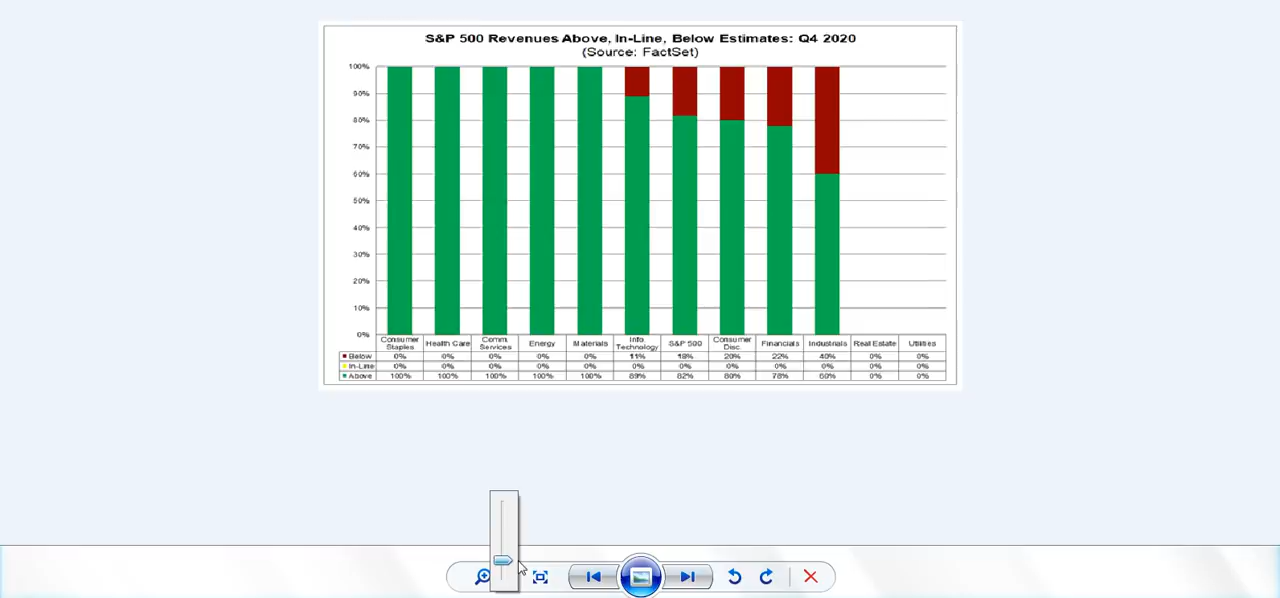 S&P 500 Revenues Above, In-Line, Below Estimates: Q4 2020
(Source: FactSet)
100%
90%
80%
70%
60%
50%
40%
30%
20%
10%
0%
Consumer Staples Health Care Comm. Services Energy Materials Info. Technology S&P 500 Consumer Disc. Financials Industrials Real Estate Utilities
Below 0% 0% 0% 0% 0% 11% 18% 20% 22% 40% 0% 0%
In-Line 0% 0% 0% 0% 0% 0% 0% 0% 0% 0% 0% 0%
Above 100% 100% 100% 100% 100% 89% 82% 80% 78% 60% 0% 0%